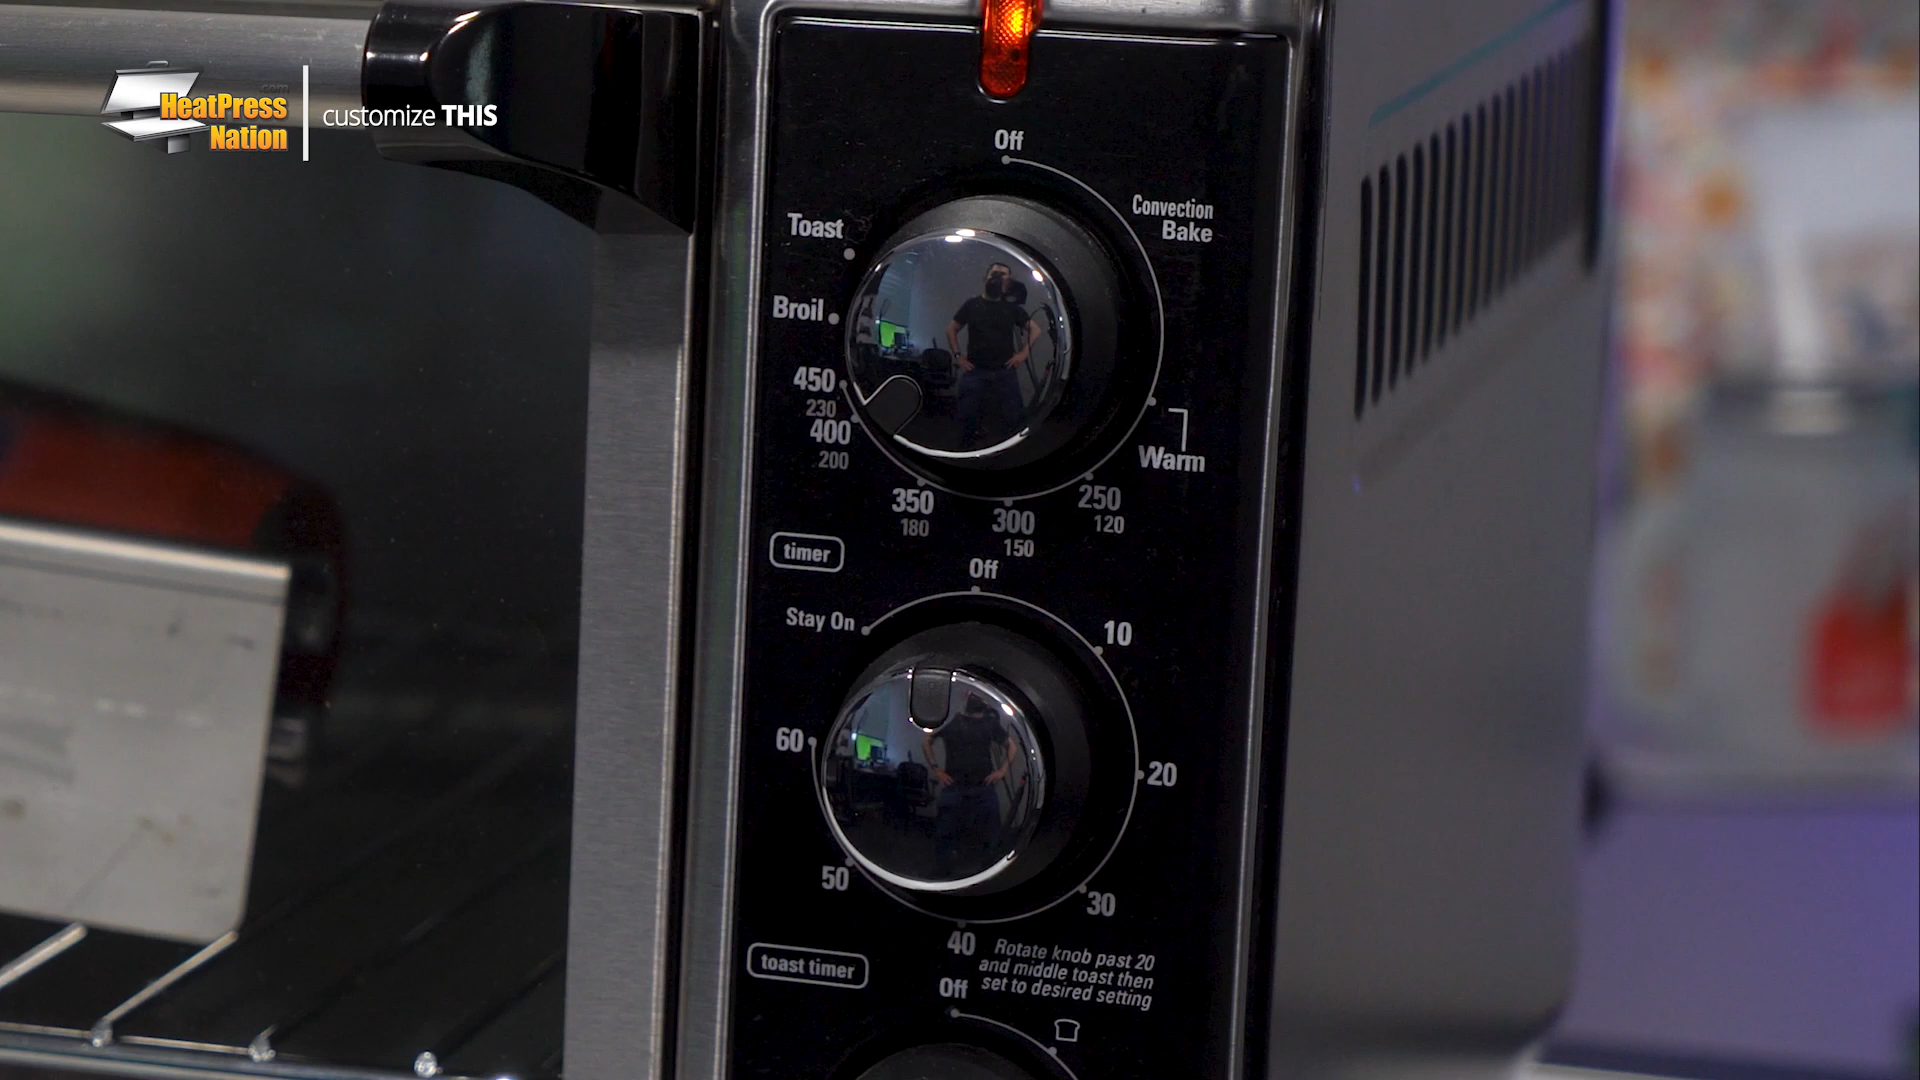 .com
HeatPress
Nation
customize THIS
Off
Convection
Bake
Toast
Broil
450
230
400
200
350
180
300
150
250
120
Warm
timer
Off
Stay On
10
20
30
40
50
60
Rotate knob past 20
and middle toast then
set to desired setting
toast timer
Off